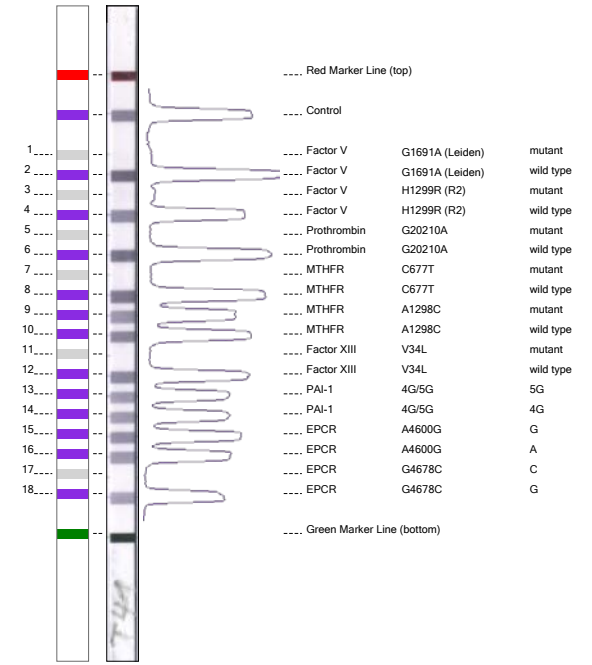 Red Marker Line (top)
Control
1 Factor V G1691A (Leiden) mutant
2 Factor V G1691A (Leiden) wild type
3 Factor V H1299R (R2) mutant
4 Factor V H1299R (R2) wild type
5 Prothrombin G20210A mutant
6 Prothrombin G20210A wild type
7 MTHFR C677T mutant
8 MTHFR C677T wild type
9 MTHFR A1298C mutant
10 MTHFR A1298C wild type
11 Factor XIII V34L mutant
12 Factor XIII V34L wild type
13 PAI-1 4G/5G 5G
14 PAI-1 4G/5G 4G
15 EPCR A4600G G
16 EPCR A4600G A
17 EPCR G4678C C
18 EPCR G4678C G
Green Marker Line (bottom)